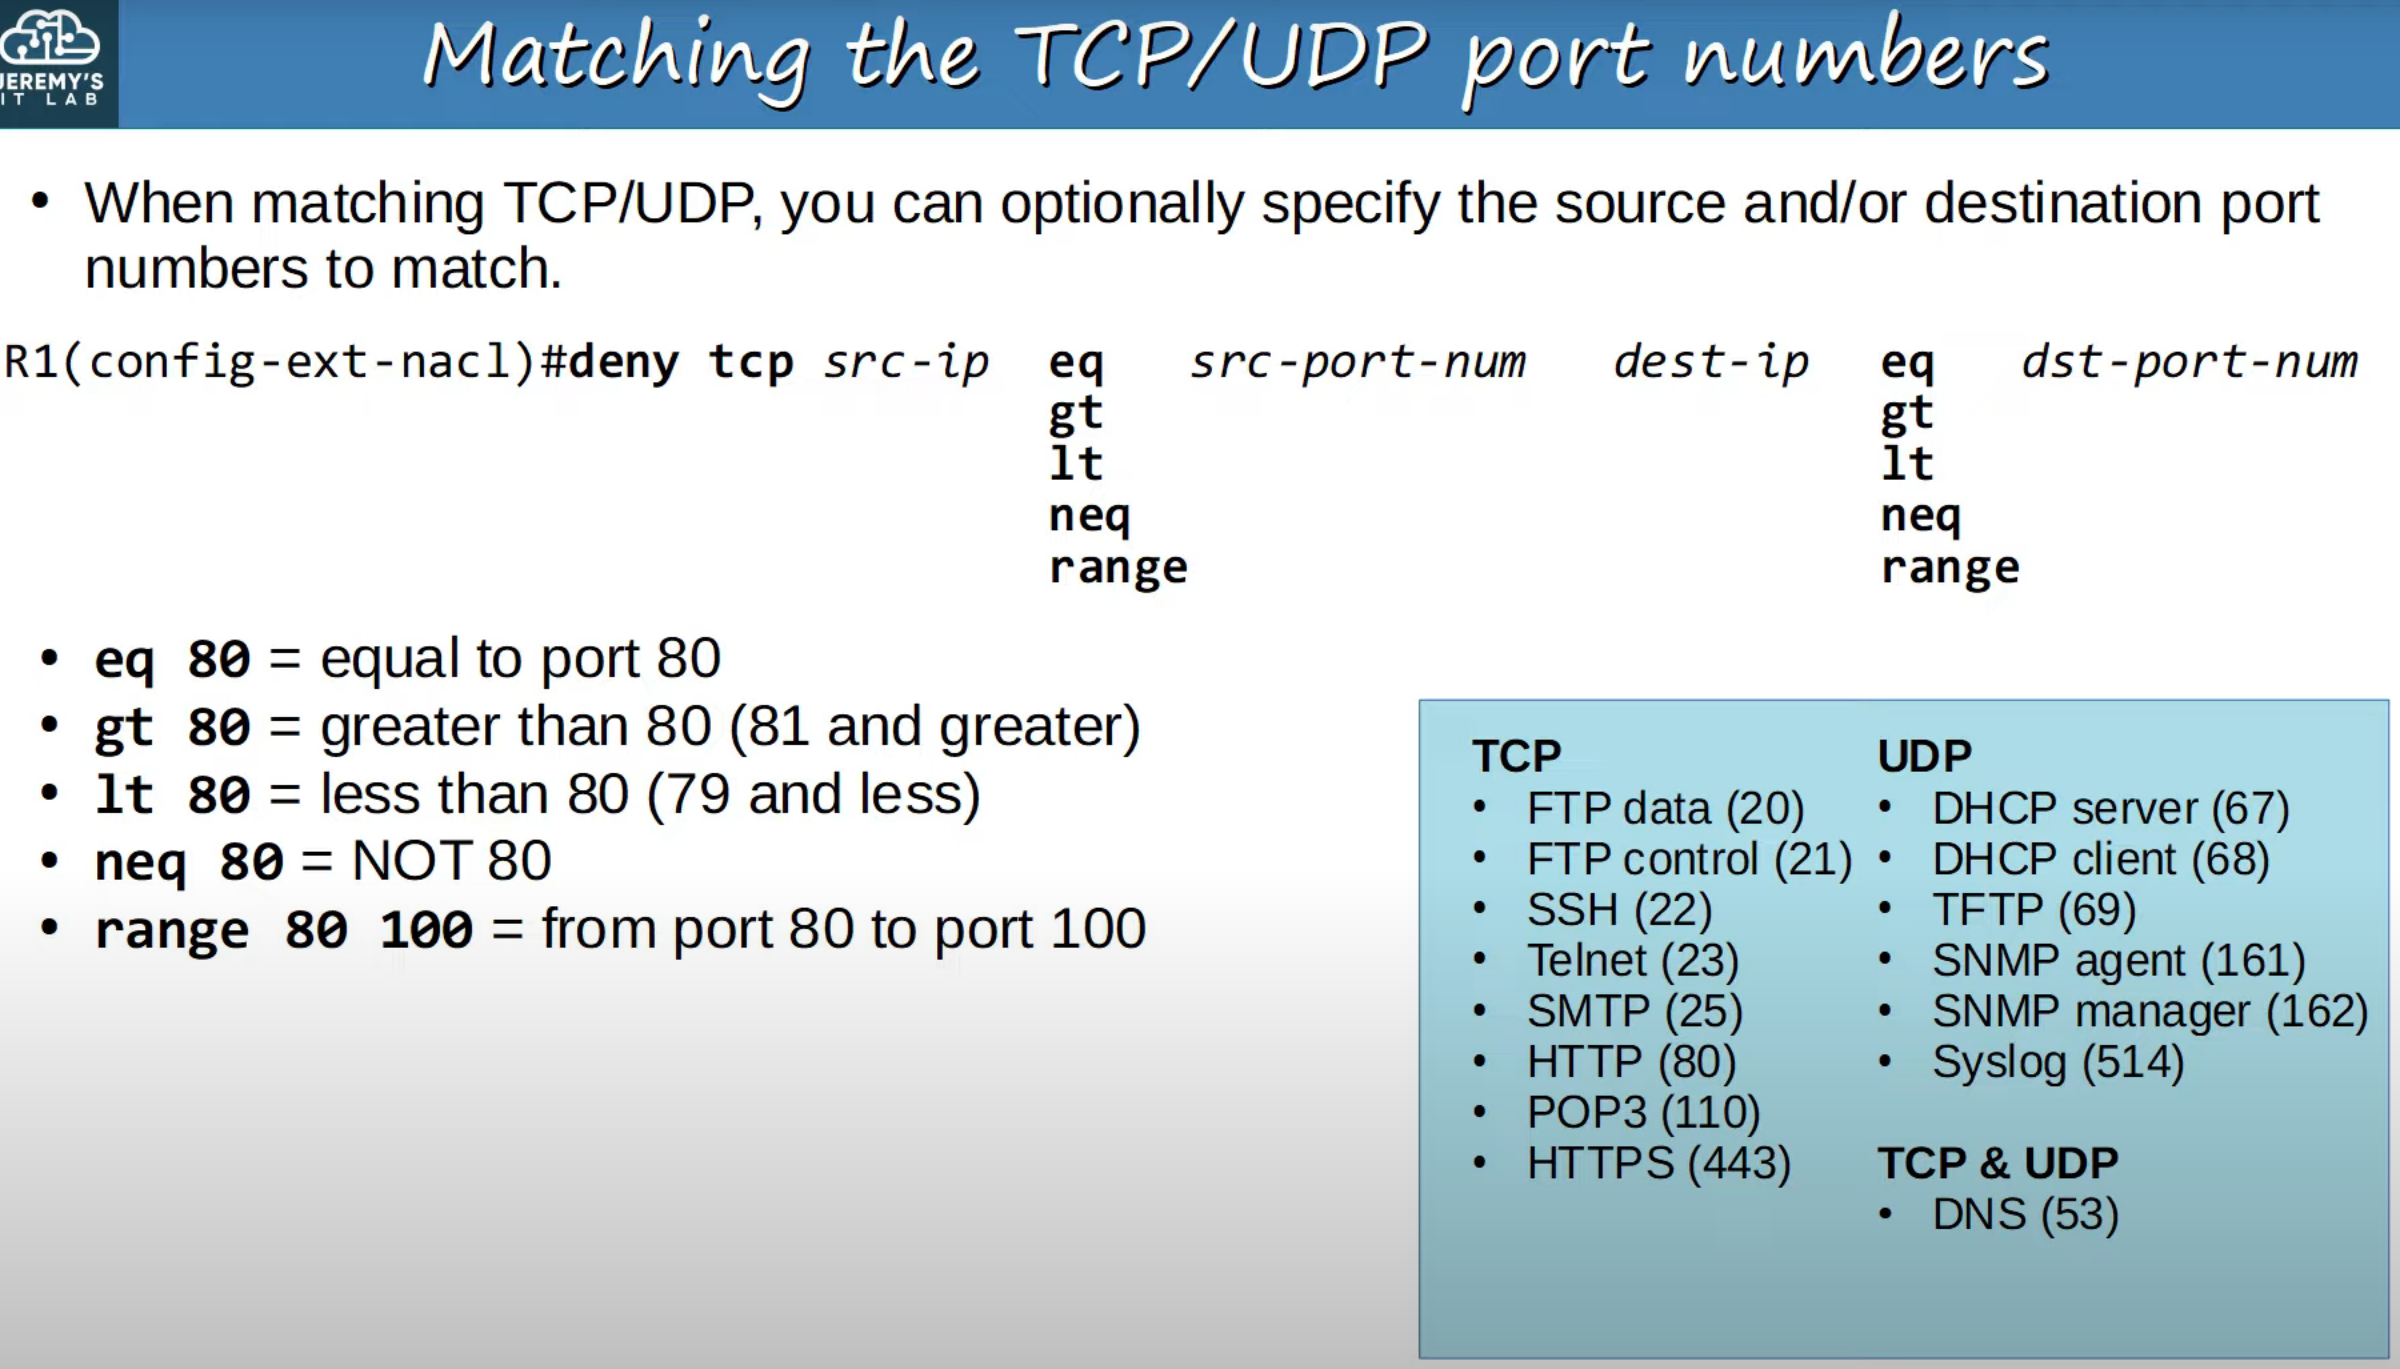 JEREMY'S
IT LAB
Matching the TCP/UDP port numbers
• When matching TCP/UDP, you can optionally specify the source and/or destination port
numbers to match.
R1(config-ext-nacl)#deny tcp src-ip eq src-port-num dest-ip eq dst-port-num
gt gt
lt lt
neq neq
range range
• eq 80 = equal to port 80
• gt 80 = greater than 80 (81 and greater)
• lt 80 = less than 80 (79 and less)
• neq 80 = NOT 80
• range 80 100 = from port 80 to port 100
TCP
• FTP data (20)
• FTP control (21)
• SSH (22)
• Telnet (23)
• SMTP (25)
• HTTP (80)
• POP3 (110)
• HTTPS (443)
UDP
• DHCP server (67)
• DHCP client (68)
• TFTP (69)
• SNMP agent (161)
• SNMP manager (162)
• Syslog (514)
TCP & UDP
• DNS (53)